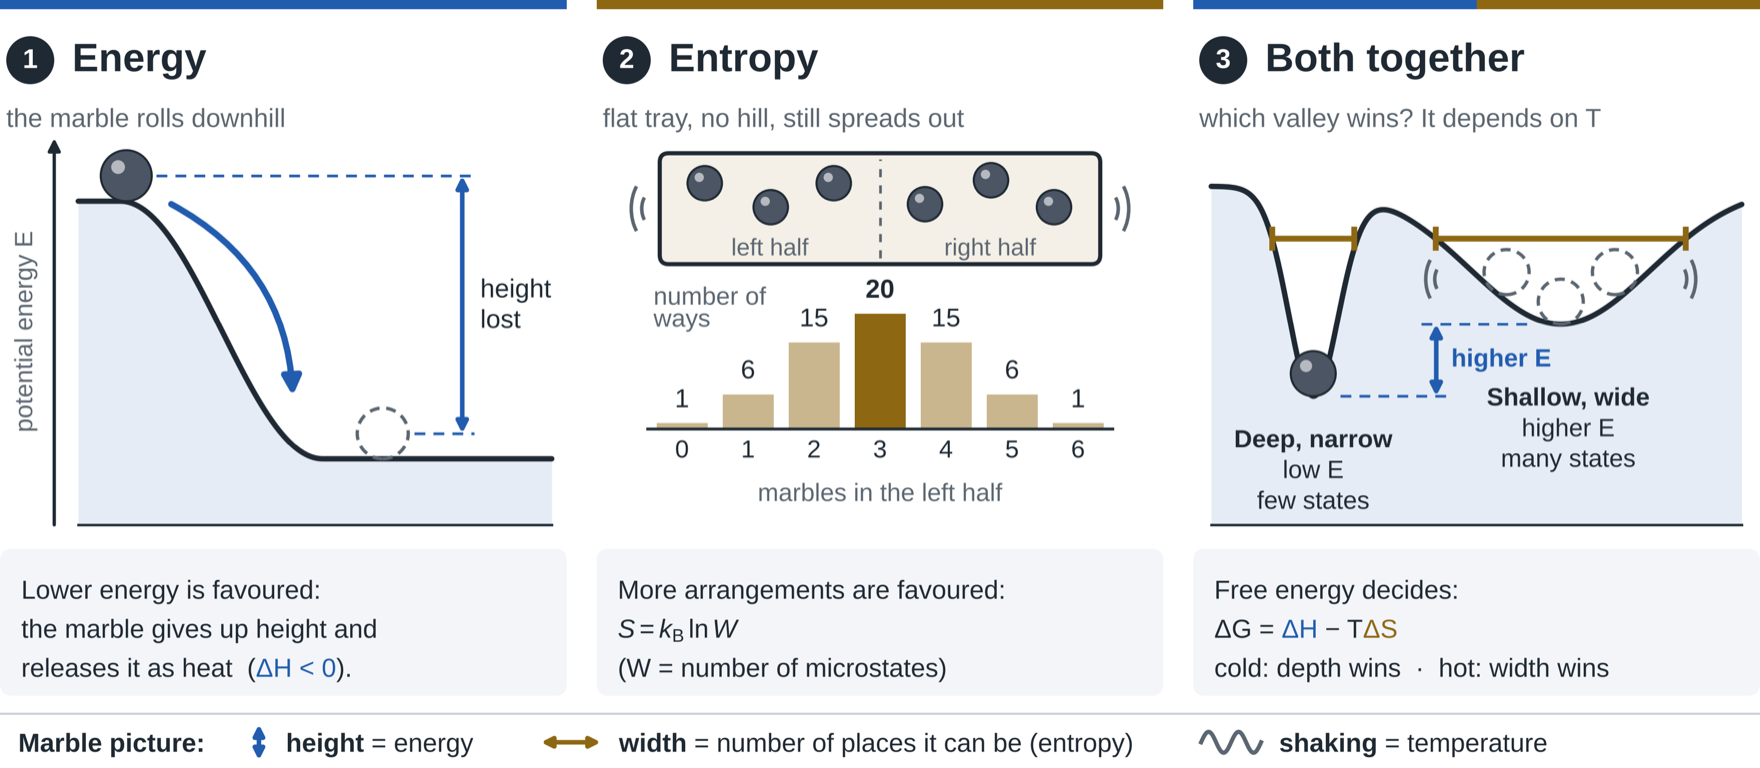 1 Energy
the marble rolls downhill
potential energy E
height
lost
Lower energy is favoured:
the marble gives up height and
releases it as heat (ΔH < 0).
2 Entropy
flat tray, no hill, still spreads out
left half
right half
number of
ways
1
6
15
20
15
6
1
0 1 2 3 4 5 6
marbles in the left half
More arrangements are favoured:
S = k_B ln W
(W = number of microstates)
3 Both together
which valley wins? It depends on T
higher E
Deep, narrow
low E
few states
Shallow, wide
higher E
many states
Free energy decides:
ΔG = ΔH − TΔS
cold: depth wins · hot: width wins
Marble picture: height = energy width = number of places it can be (entropy) shaking = temperature